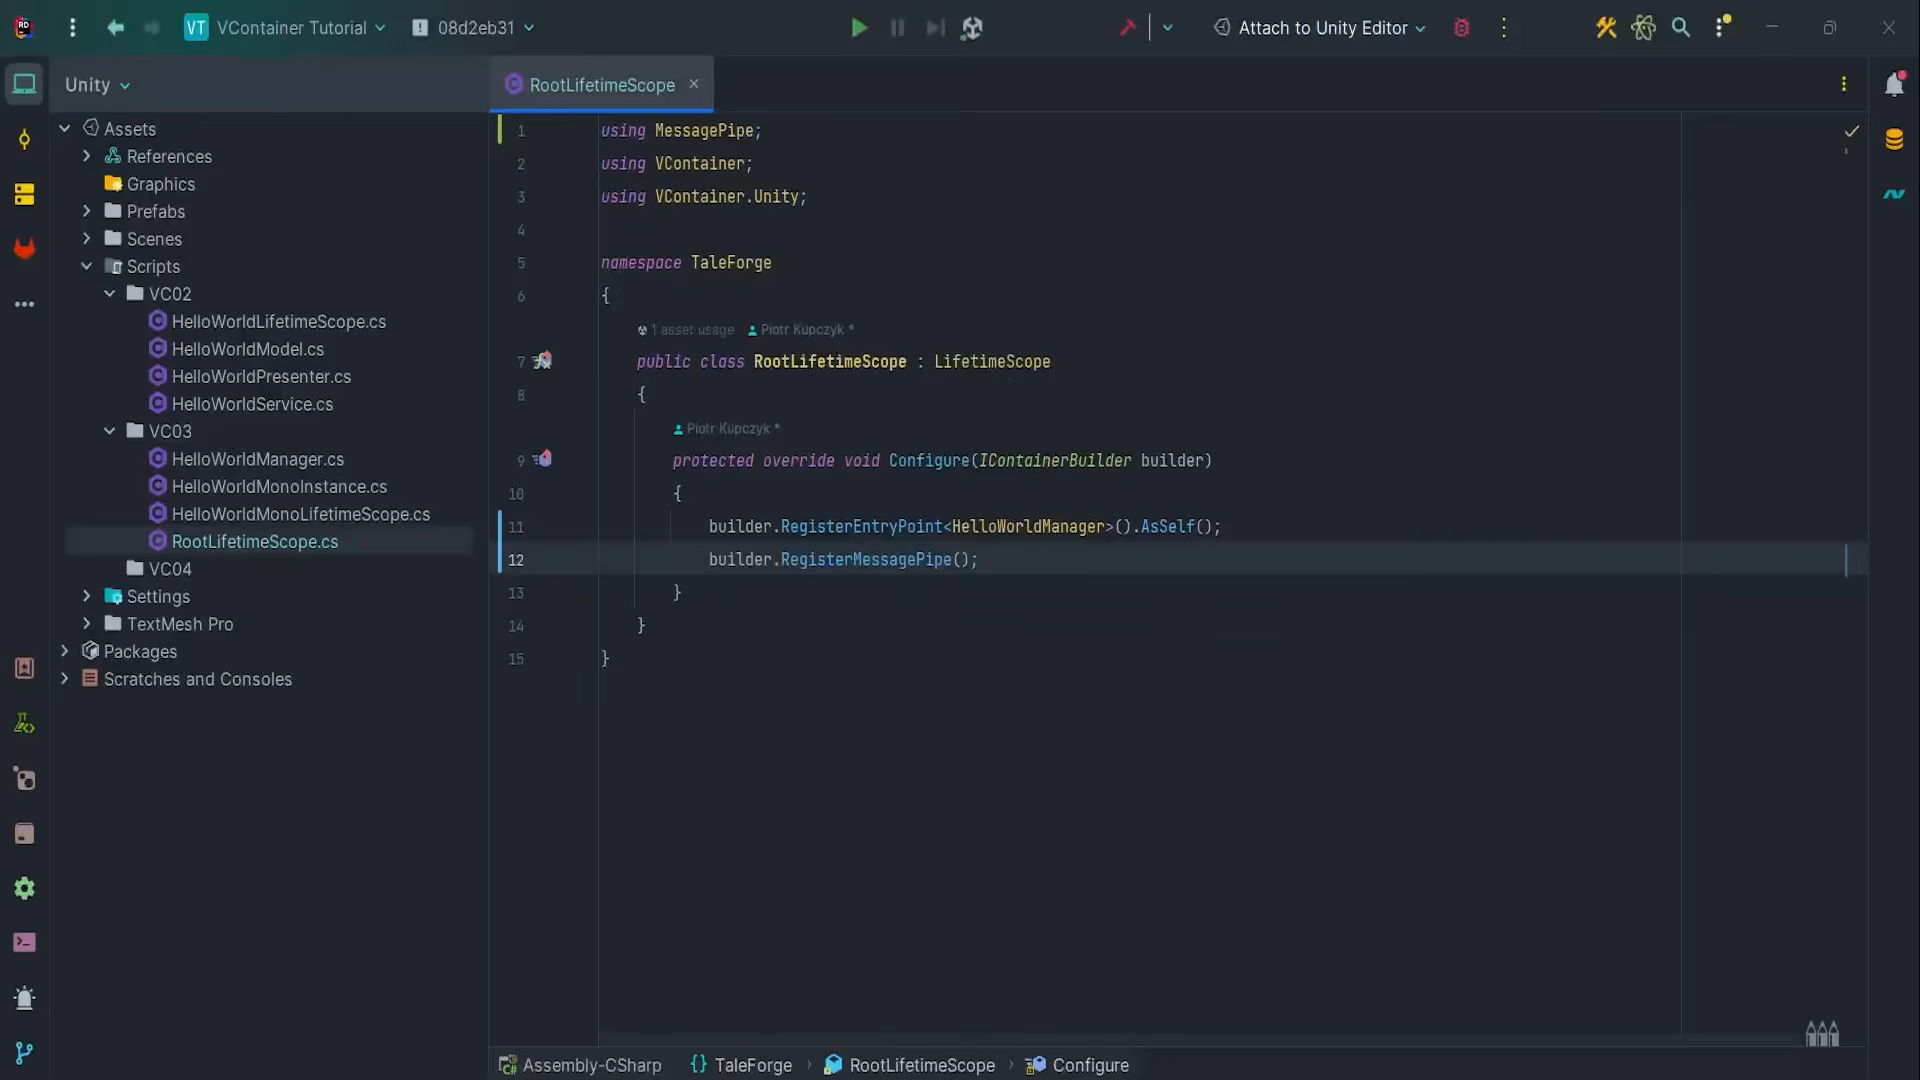 VT VContainer Tutorial 08d2eb31 Attach to Unity Editor
Unity
RootLifetimeScope
Assets
References
Graphics
Prefabs
Scenes
Scripts
VC02
HelloWorldLifetimeScope.cs
HelloWorldModel.cs
HelloWorldPresenter.cs
HelloWorldService.cs
VC03
HelloWorldManager.cs
HelloWorldMonoInstance.cs
HelloWorldMonoLifetimeScope.cs
RootLifetimeScope.cs
VC04
Settings
TextMesh Pro
Packages
Scratches and Consoles
1 using MessagePipe;
2 using VContainer;
3 using VContainer.Unity;
4
5 namespace TaleForge
6 {
1 asset usage Piotr Kupczyk *
7 public class RootLifetimeScope : LifetimeScope
8 {
Piotr Kupczyk *
9 protected override void Configure(IContainerBuilder builder)
10 {
11 builder.RegisterEntryPoint<HelloWorldManager>().AsSelf();
12 builder.RegisterMessagePipe();
13 }
14 }
15 }
Assembly-CSharp TaleForge RootLifetimeScope Configure